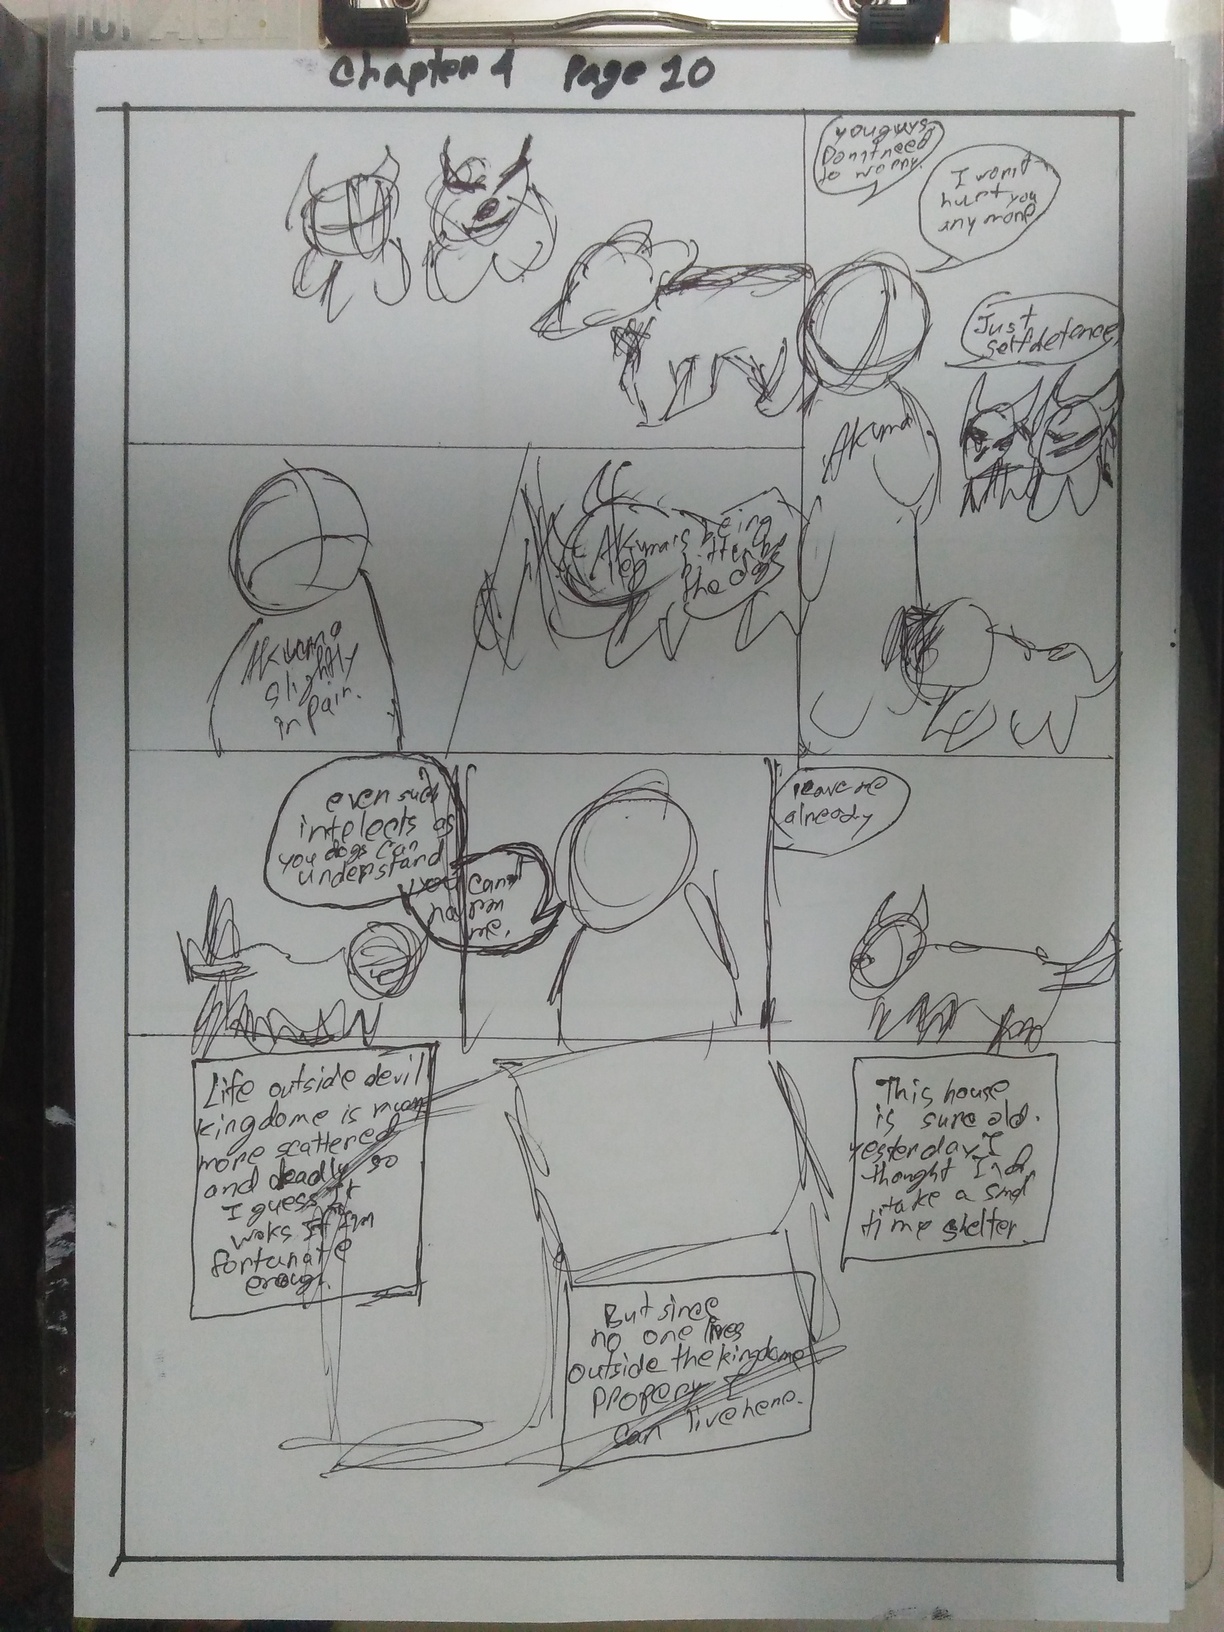 Chapter 4 Page 10
you guys
Don't need
to worry.
I won't
hurt you
any more
Just
self defence
Akuma
Akuma
slightly
in pain.
Akuma is being
bitten by
leg the dogs
even such
intelects as
you dogs can
understand
you can't
harm
me.
leave me
already
Life outside devil
kingdome is much
more scattered
and deadly so
I guess it
woks If I'm
fortunate
enough.
This house
is sure old.
yesterday I
thought I'd
take a
time shelter.
But since
no one lives
outside the kingdome
Propery I
can live here.